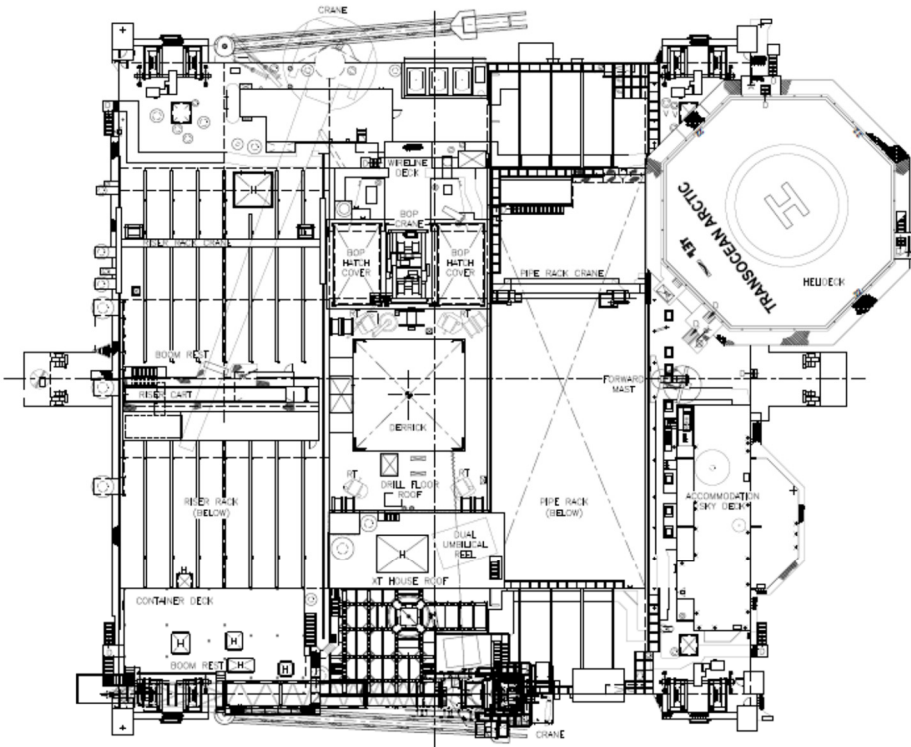 CRANE
WIRELINE
DECK
BOP
CRANE
RISER RACK CRANE
BOP
HATCH
COVER
BOP
HATCH
COVER
PIPE RACK CRANE
TRANSOCEAN ARCTIC
H
H
HELIDECK
RT
RT
BOOM REST
RISER CART
FORWARD
MAST
DERRICK
RT
RT
DRILL FLOOR
ROOF
RISER RACK
(BELOW)
PIPE RACK
(BELOW)
ACCOMMODATION
SKY DECK
DUAL
UMBILICAL
REEL
H
XT HOUSE ROOF
H
CONTAINER DECK
H
H
BOOM REST
H
H
CRANE